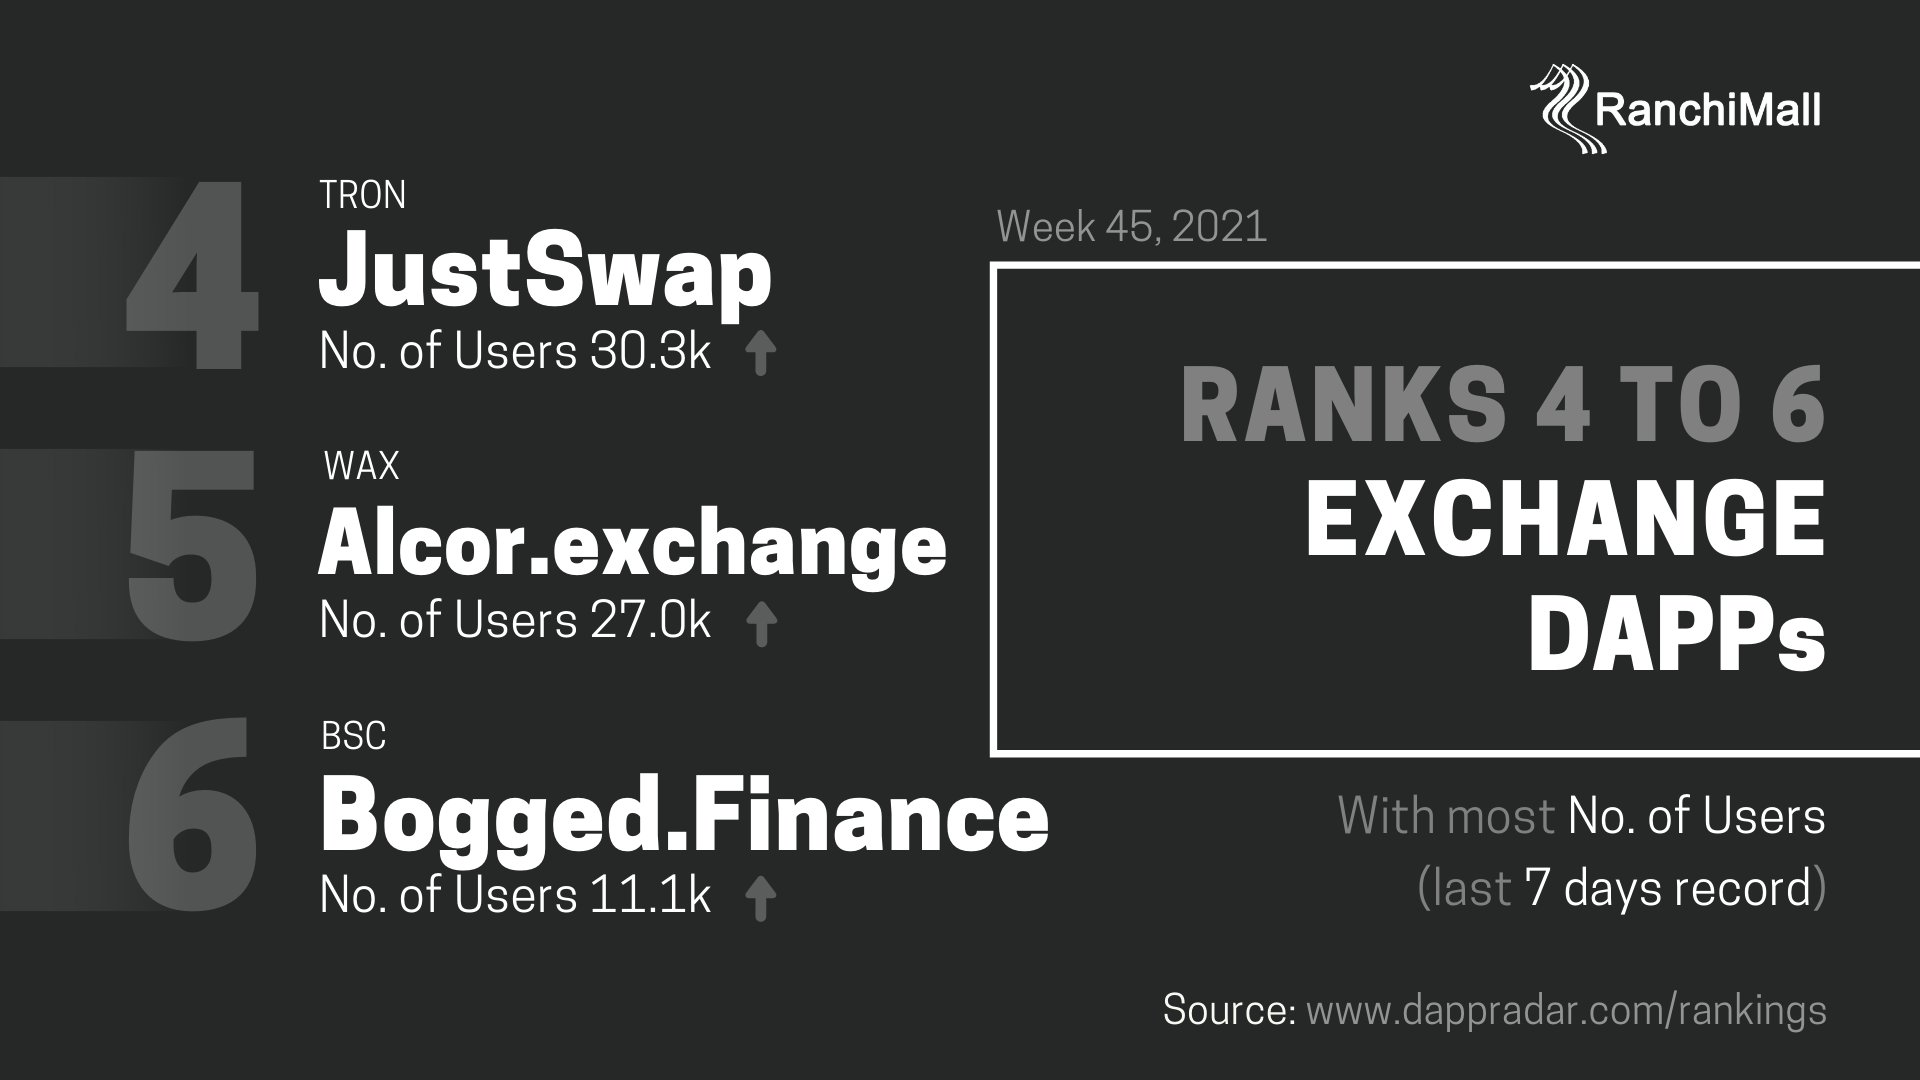 RanchiMall
4
TRON
JustSwap
No. of Users 30.3k
5
WAX
Alcor.exchange
No. of Users 27.0k
6
BSC
Bogged.Finance
No. of Users 11.1k
Week 45, 2021
RANKS 4 TO 6
EXCHANGE
DAPPs
With most No. of Users
(last 7 days record)
Source: www.dappradar.com/rankings